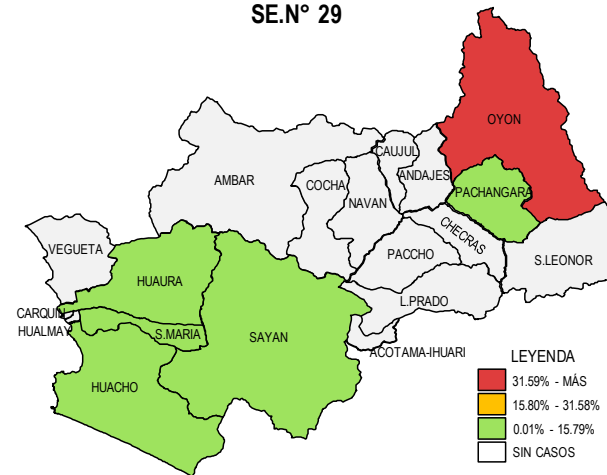 SE.N° 29
OYON
CAUJUL
ANDAJES
AMBAR
COCHA
NAVAN
PACHANGARA
CHECRAS
VEGUETA
PACCHO
S.LEONOR
HUAURA
L.PRADO
CARQUIN
HUALMAY
S.MARIA
SAYAN
ACOTAMA-IHUARI
HUACHO
LEYENDA
31.59% - MÁS
15.80% - 31.58%
0.01% - 15.79%
SIN CASOS